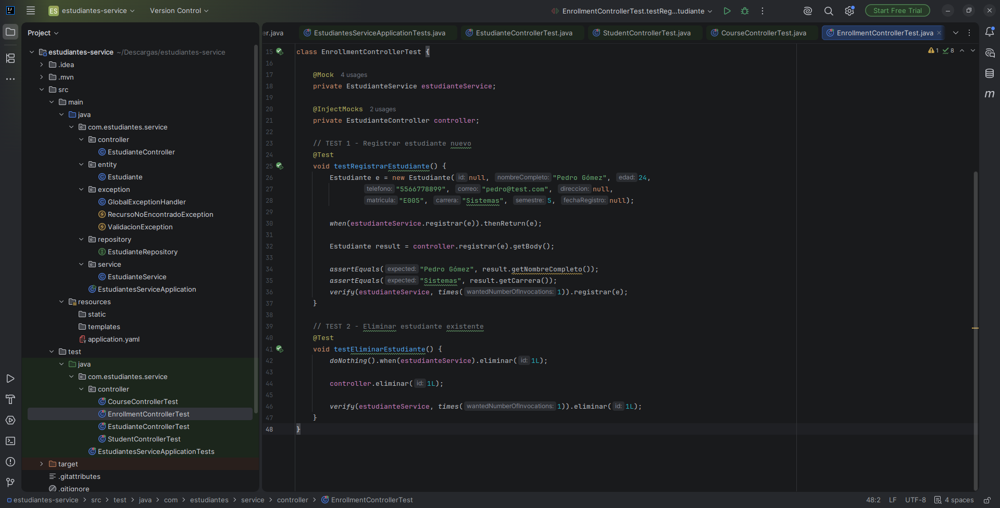 ES estudiantes-service
Version Control
EnrollmentControllerTest.testReg...tudiante
Start Free Trial
Project
er.java
EstudiantesServiceApplicationTests.java
EstudianteControllerTest.java
StudentControllerTest.java
CourseControllerTest.java
EnrollmentControllerTest.java
estudiantes-service ~/Descargas/estudiantes-service
.idea
.mvn
src
main
java
com.estudiantes.service
controller
EstudianteController
entity
Estudiante
exception
GlobalExceptionHandler
RecursoNoEncontradoException
ValidacionException
repository
EstudianteRepository
service
EstudianteService
EstudiantesServiceApplication
resources
static
templates
application.yaml
test
java
com.estudiantes.service
controller
CourseControllerTest
EnrollmentControllerTest
EstudianteControllerTest
StudentControllerTest
EstudiantesServiceApplicationTests
target
.gitattributes
.gitignore
1 8
15 class EnrollmentControllerTest {
16
17 @Mock 4 usages
18 private EstudianteService estudianteService;
19
20 @InjectMocks 2 usages
21 private EstudianteController controller;
22
23 // TEST 1 - Registrar estudiante nuevo
24 @Test
25 void testRegistrarEstudiante() {
26 Estudiante e = new Estudiante( id: null, nombreCompleto: "Pedro Gómez", edad: 24,
27 telefono: "5566778899", correo: "pedro@test.com", direccion: null,
28 matricula: "E005", carrera: "Sistemas", semestre: 5, fechaRegistro: null);
29
30 when(estudianteService.registrar(e)).thenReturn(e);
31
32 Estudiante result = controller.registrar(e).getBody();
33
34 assertEquals( expected: "Pedro Gómez", result.getNombreCompleto());
35 assertEquals( expected: "Sistemas", result.getCarrera());
36 verify(estudianteService, times( wantedNumberOfInvocations: 1)).registrar(e);
37 }
38
39 // TEST 2 - Eliminar estudiante existente
40 @Test
41 void testEliminarEstudiante() {
42 doNothing().when(estudianteService).eliminar( id: 1L);
43
44 controller.eliminar( id: 1L);
45
46 verify(estudianteService, times( wantedNumberOfInvocations: 1)).eliminar( id: 1L);
47 }
48 }
estudiantes-service > src > test > java > com > estudiantes > service > controller > EnrollmentControllerTest
48:2 LF UTF-8 4 spaces